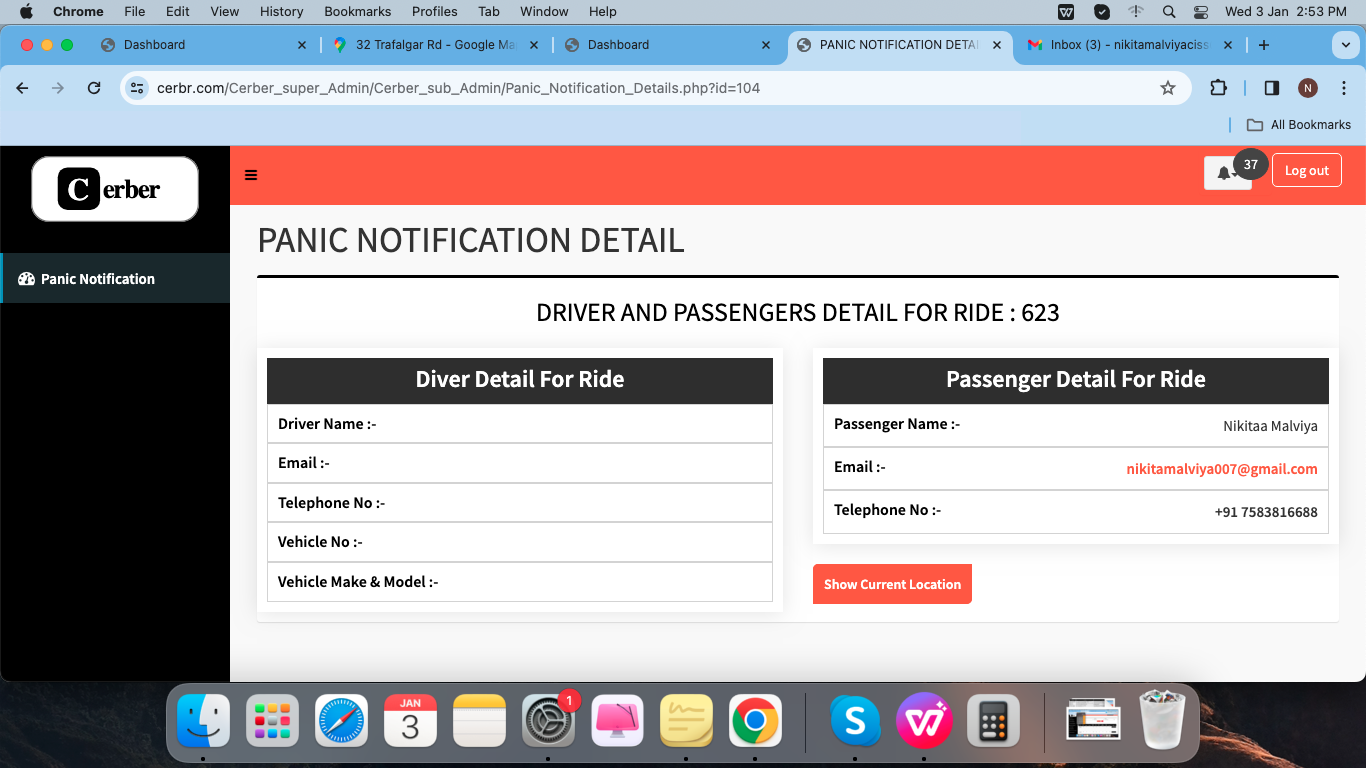 Chrome File Edit View History Bookmarks Profiles Tab Window Help Wed 3 Jan 2:53 PM
Dashboard 32 Trafalgar Rd - Google Ma Dashboard PANIC NOTIFICATION DETAI Inbox (3) - nikitamalviyaciss
cerbr.com/Cerber_super_Admin/Cerber_sub_Admin/Panic_Notification_Details.php?id=104 N
All Bookmarks
C erber
37
Log out
PANIC NOTIFICATION DETAIL
Panic Notification
DRIVER AND PASSENGERS DETAIL FOR RIDE : 623
Diver Detail For Ride
Driver Name :-
Email :-
Telephone No :-
Vehicle No :-
Vehicle Make & Model :-
Passenger Detail For Ride
Passenger Name :- Nikitaa Malviya
Email :- nikitamalviya007@gmail.com
Telephone No :- +91 7583816688
Show Current Location
JAN
3
1
S
W